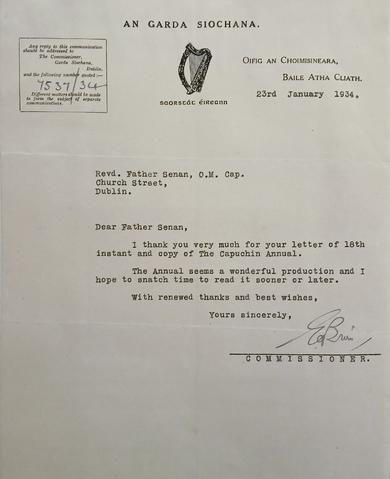 AN GARDA SIOCHANA.
Any reply to this communication
should be addressed to
The Commissioner,
Garda Siochana,
Dublin,
and the following number quoted :-
7537/34
Different matters should be made
to form the subject of separate
communications.
saorstát éireann
OIFIG AN CHOIMISINEARA,
BAILE ATHA CLIATH.
23rd January 1934.
Revd. Father Senan, O.M. Cap.
Church Street,
Dublin.
Dear Father Senan,
I thank you very much for your letter of 18th
instant and copy of The Capuchin Annual.
The Annual seems a wonderful production and I
hope to snatch time to read it sooner or later.
With renewed thanks and best wishes,
Yours sincerely,
COMMISSIONER.